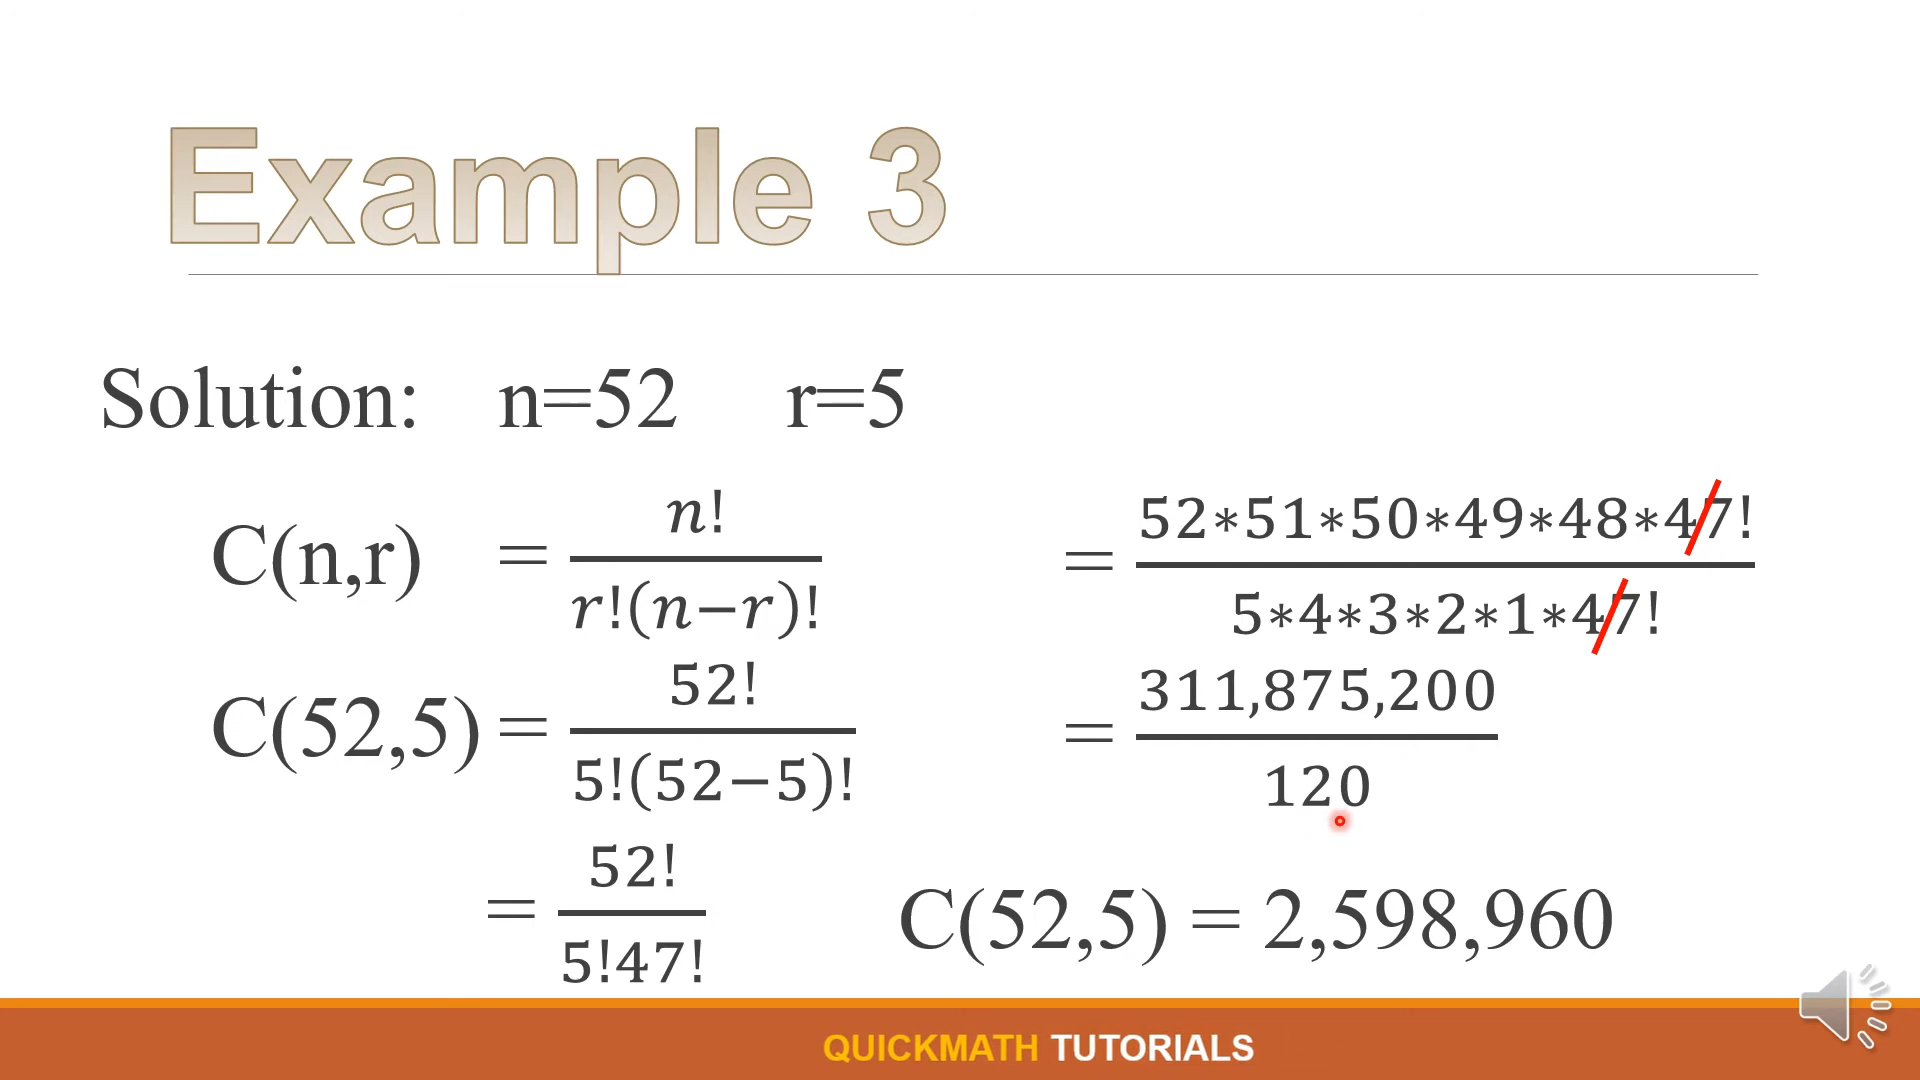 Example 3
Solution: n=52 r=5
C(n,r) = n! / r!(n−r)!
C(52,5) = 52! / 5!(52−5)!
= 52! / 5!47!
= 52∗51∗50∗49∗48∗47! / 5∗4∗3∗2∗1∗47!
= 311,875,200 / 120
C(52,5) = 2,598,960
QUICKMATH TUTORIALS